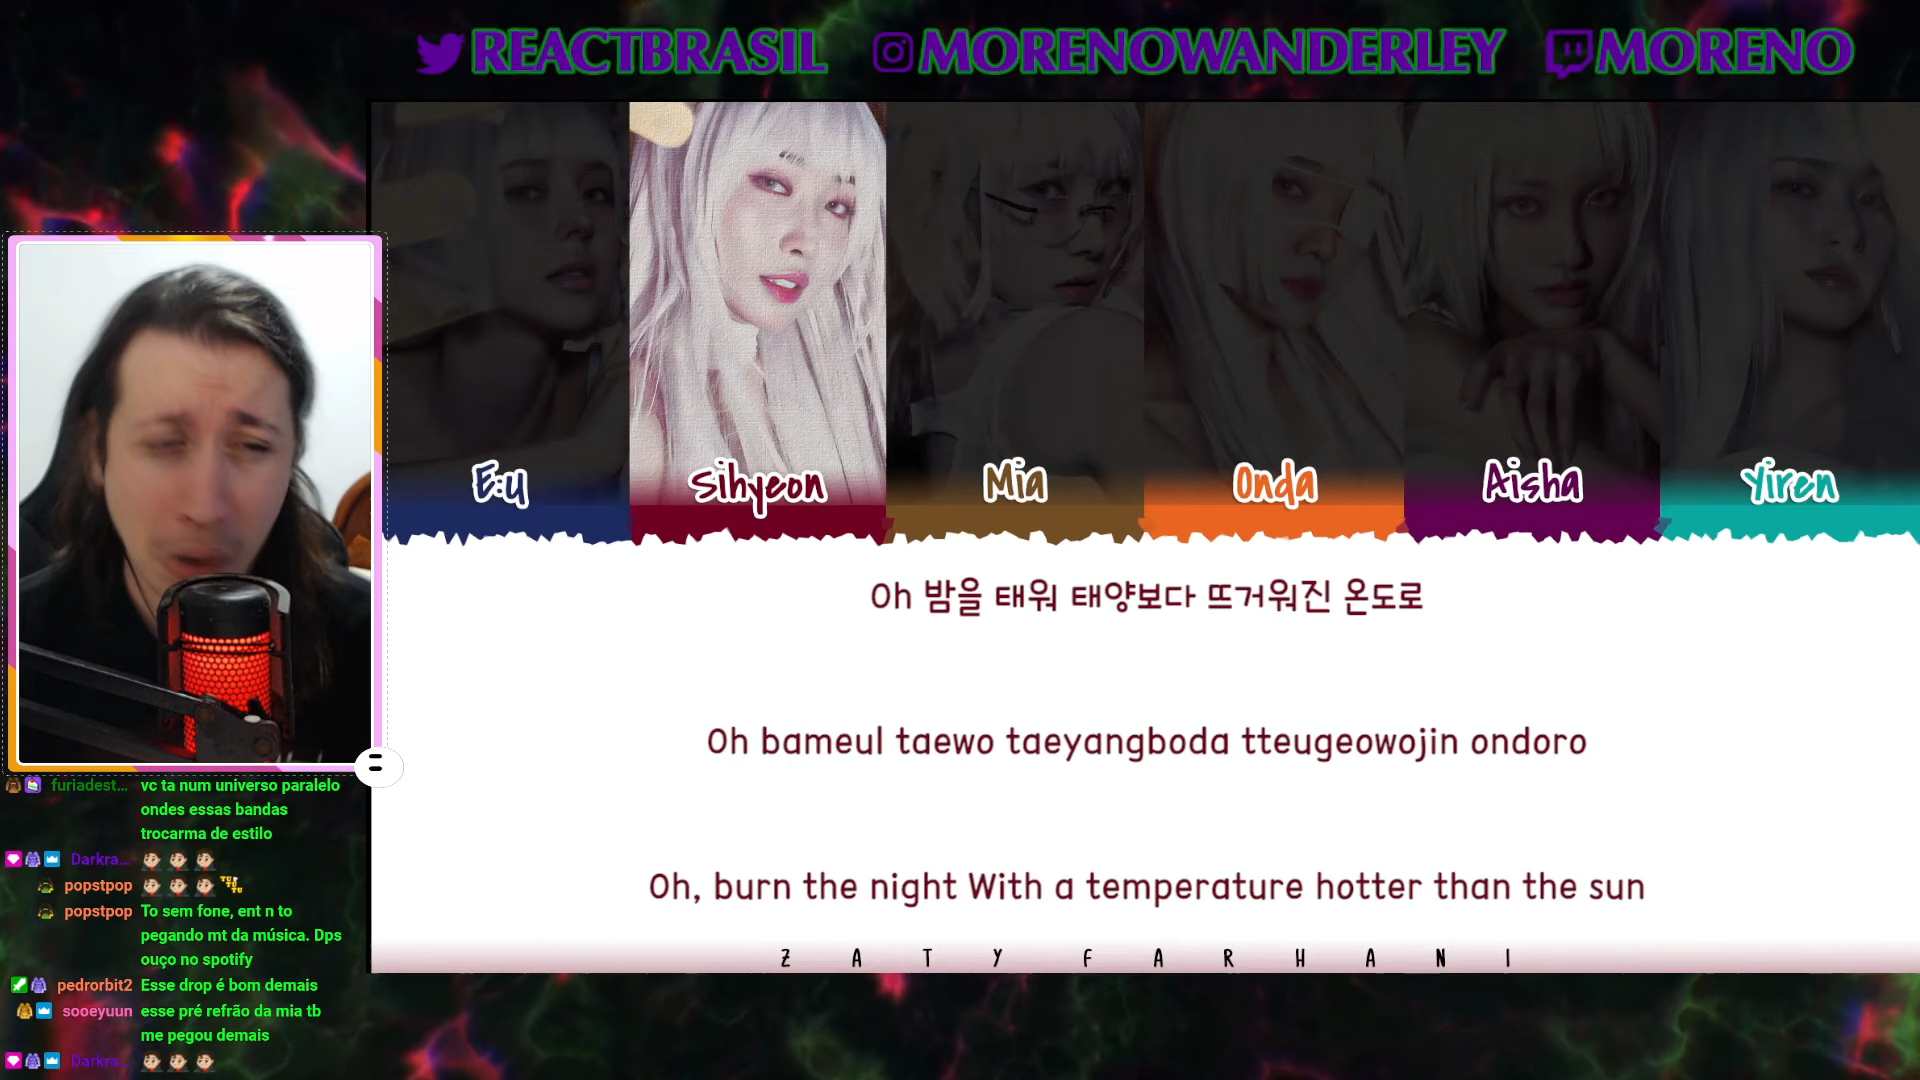 REACTBRASIL MORENOWANDERLEY MORENO
E:U Sihyeon Mia Onda Aisha Yiren
Oh 밤을 태워 태양보다 뜨거워진 온도로
Oh bameul taewo taeyangboda tteugeowojin ondoro
Oh, burn the night With a temperature hotter than the sun
Z A T Y F A R H A N I
furiadest... vc ta num universo paralelo
ondes essas bandas
trocarma de estilo
Darkra...
popstpop
popstpop To sem fone, ent n to
pegando mt da música. Dps
ouço no spotify
pedrorbit2 Esse drop é bom demais
sooeyuun esse pré refrão da mia tb
me pegou demais
Darkra...